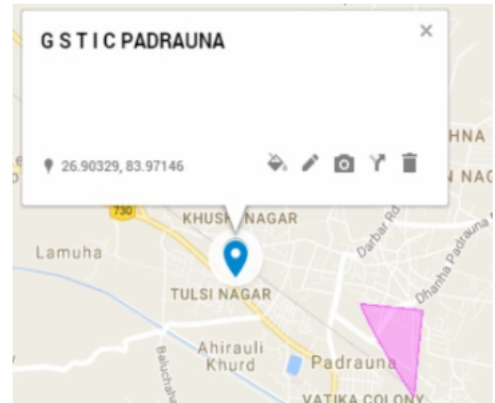 G S T I C PADRAUNA
26.90329, 83.97146
HNA
NAG
730
KHUSH NAGAR
Darbar Rd
Lamuha
Dhanha Padrauna
TULSI NAGAR
Ahirauli
Khurd
Padrauna
VATIKA COLONY